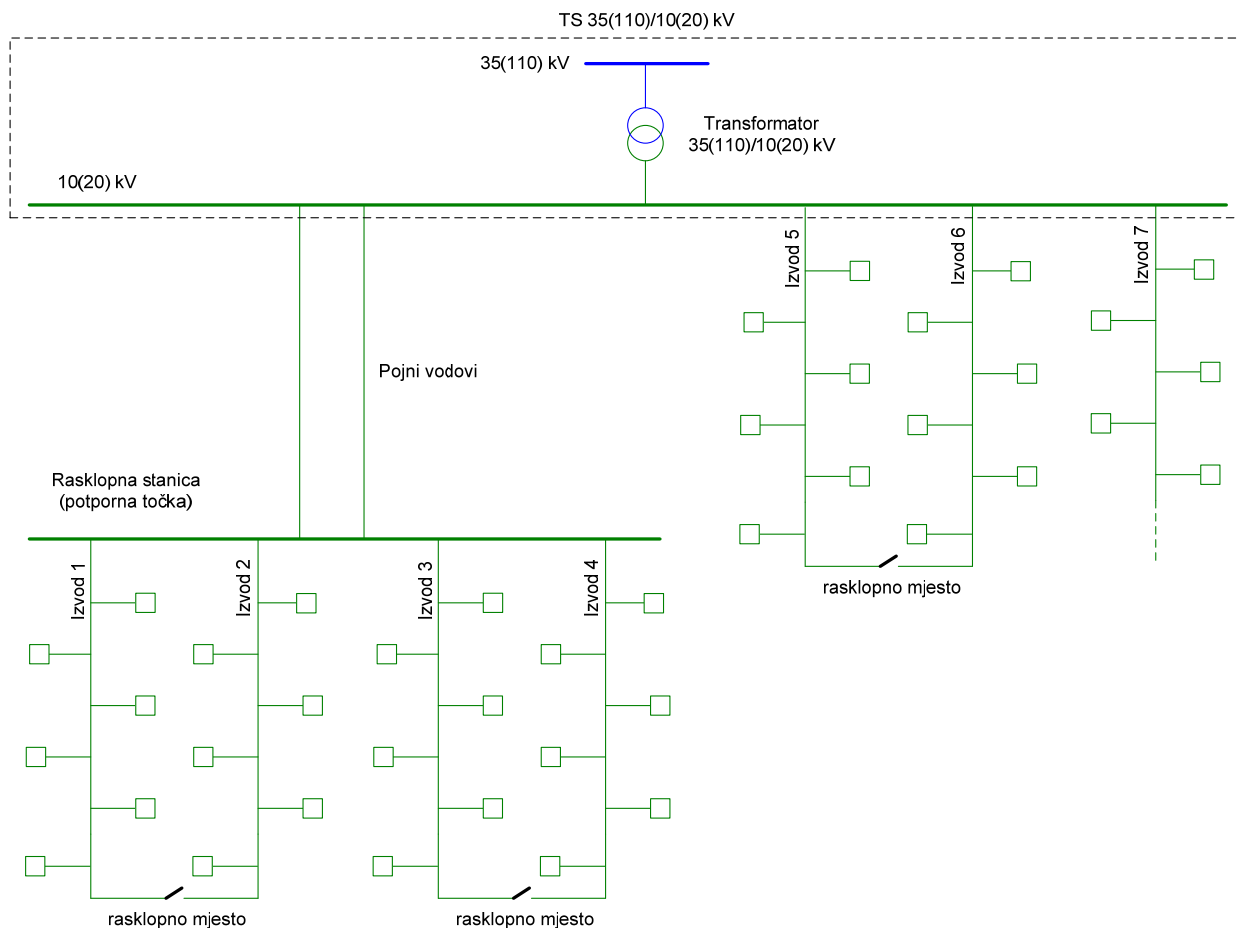 TS 35(110)/10(20) kV
35(110) kV
Transformator
35(110)/10(20) kV
10(20) kV
Izvod 5
Izvod 6
Izvod 7
Pojni vodovi
Rasklopna stanica
(potporna točka)
Izvod 1
Izvod 2
Izvod 3
Izvod 4
rasklopno mjesto
rasklopno mjesto
rasklopno mjesto